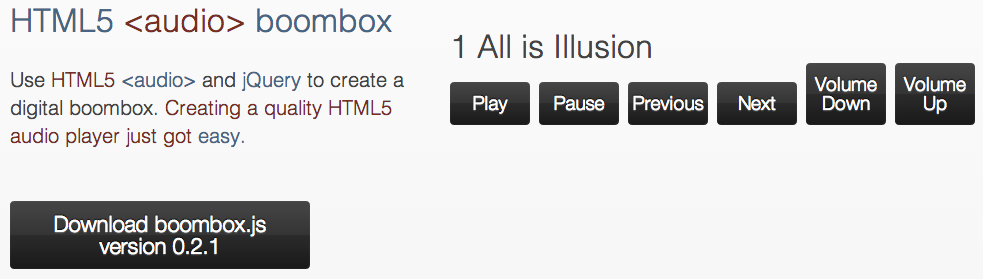 HTML5 <audio> boombox
Use HTML5 <audio> and jQuery to create a
digital boombox. Creating a quality HTML5
audio player just got easy.
Download boombox.js
version 0.2.1
1 All is Illusion
Play
Pause
Previous
Next
Volume
Down
Volume
Up